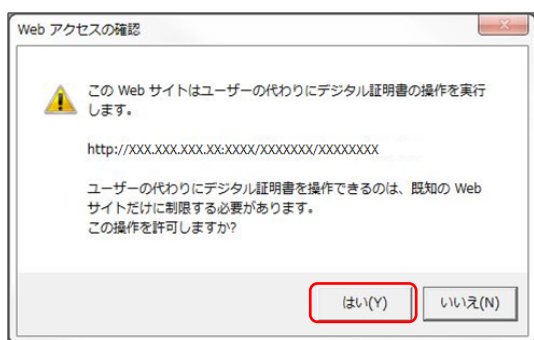 Web アクセスの確認
この Web サイトはユーザーの代わりにデジタル証明書の操作を実行
します。
http://XXX.XXX.XXX.XX:XXXX/XXXXXXX/XXXXXXXX
ユーザーの代わりにデジタル証明書を操作できるのは、既知の Web
サイトだけに制限する必要があります。
この操作を許可しますか?
はい(Y) いいえ(N)